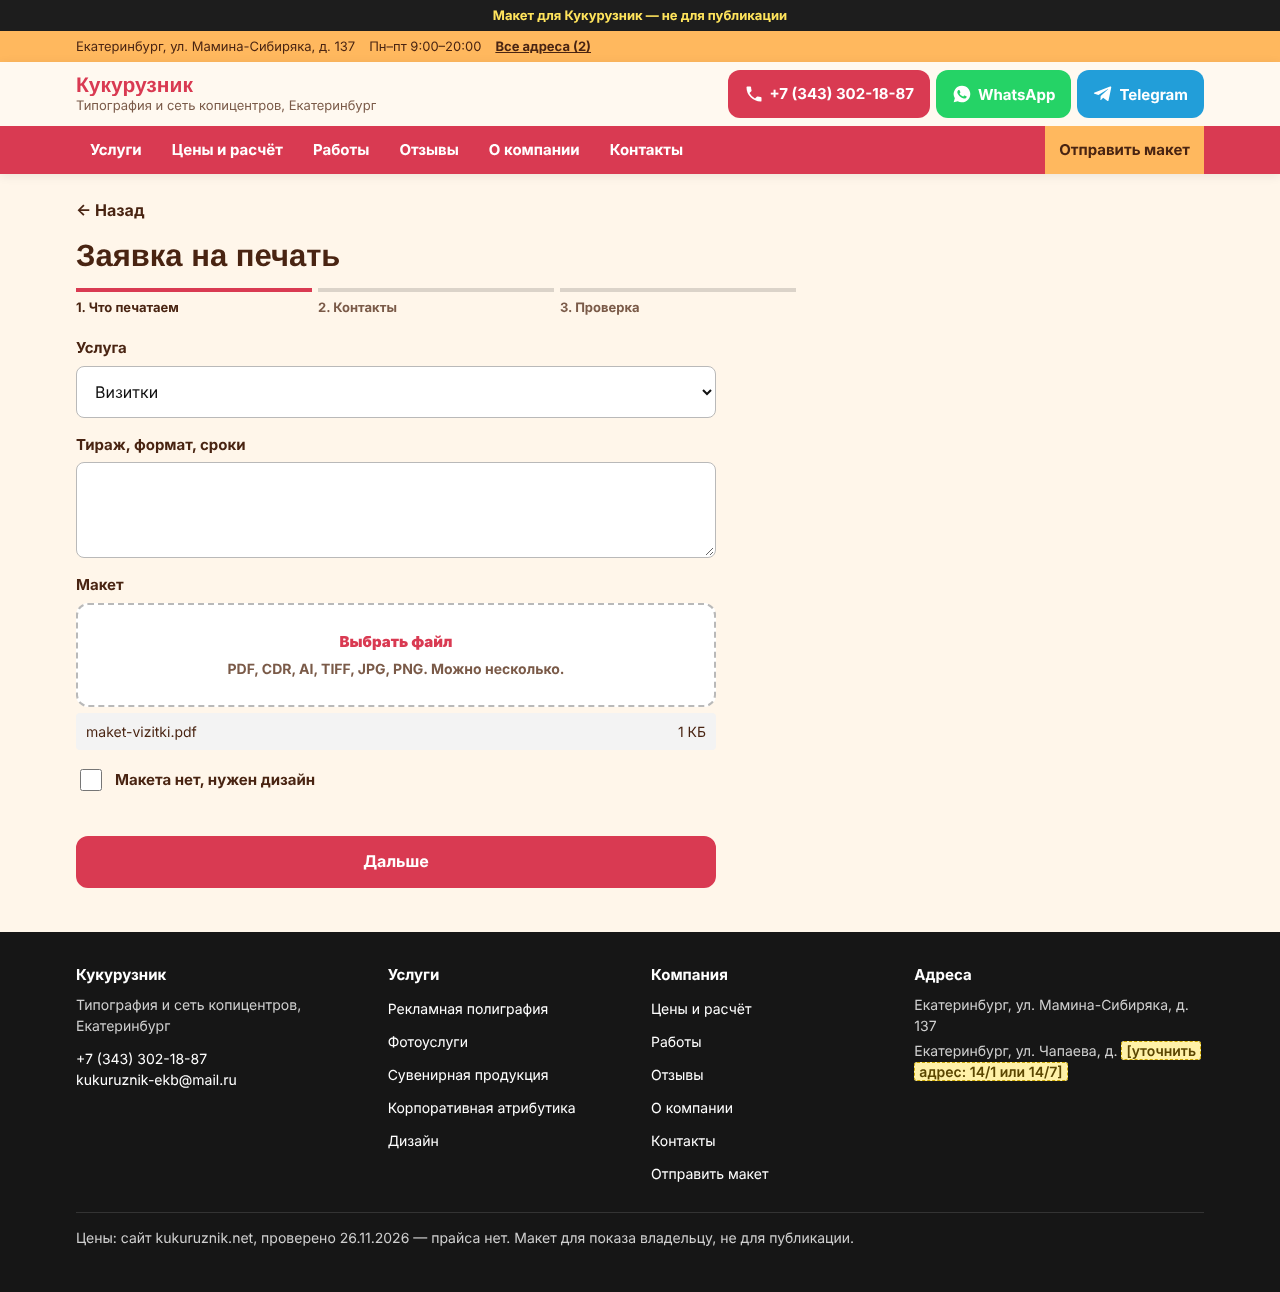 Макет для Кукурузник — не для публикации
Екатеринбург, ул. Мамина-Сибиряка, д. 137 Пн–пт 9:00–20:00 Все адреса (2)
Кукурузник
Типография и сеть копицентров, Екатеринбург
+7 (343) 302-18-87
WhatsApp
Telegram
Услуги Цены и расчёт Работы Отзывы О компании Контакты Отправить макет
← Назад
Заявка на печать
1. Что печатаем
2. Контакты
3. Проверка
Услуга
Визитки
Тираж, формат, сроки
Макет
Выбрать файл
PDF, CDR, AI, TIFF, JPG, PNG. Можно несколько.
maket-vizitki.pdf 1 КБ
Макета нет, нужен дизайн
Дальше
Кукурузник
Типография и сеть копицентров,
Екатеринбург
+7 (343) 302-18-87
kukuruznik-ekb@mail.ru
Услуги
Рекламная полиграфия
Фотоуслуги
Сувенирная продукция
Корпоративная атрибутика
Дизайн
Компания
Цены и расчёт
Работы
Отзывы
О компании
Контакты
Отправить макет
Адреса
Екатеринбург, ул. Мамина-Сибиряка, д.
137
Екатеринбург, ул. Чапаева, д. [уточнить
адрес: 14/1 или 14/7]
Цены: сайт kukuruznik.net, проверено 26.11.2026 — прайса нет. Макет для показа владельцу, не для публикации.